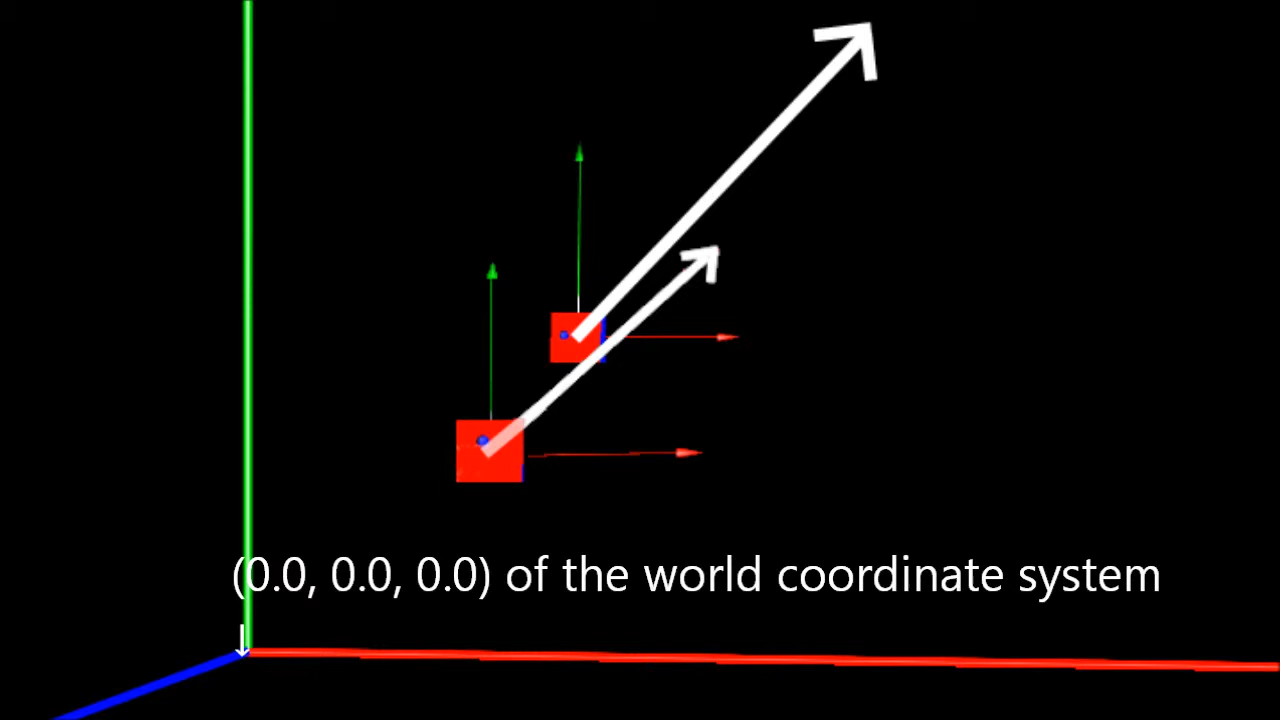 (0.0, 0.0, 0.0) of the world coordinate system